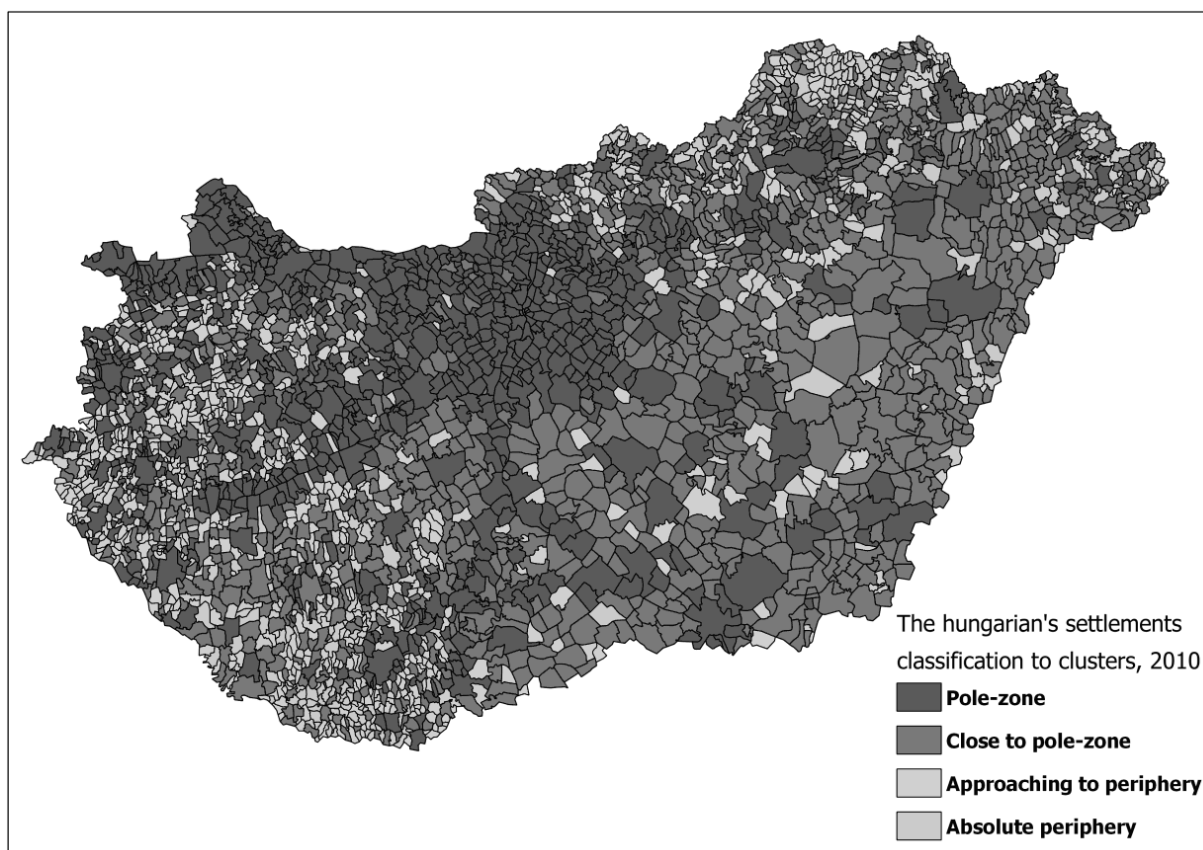 The hungarian's settlements
classification to clusters, 2010
Pole-zone
Close to pole-zone
Approaching to periphery
Absolute periphery